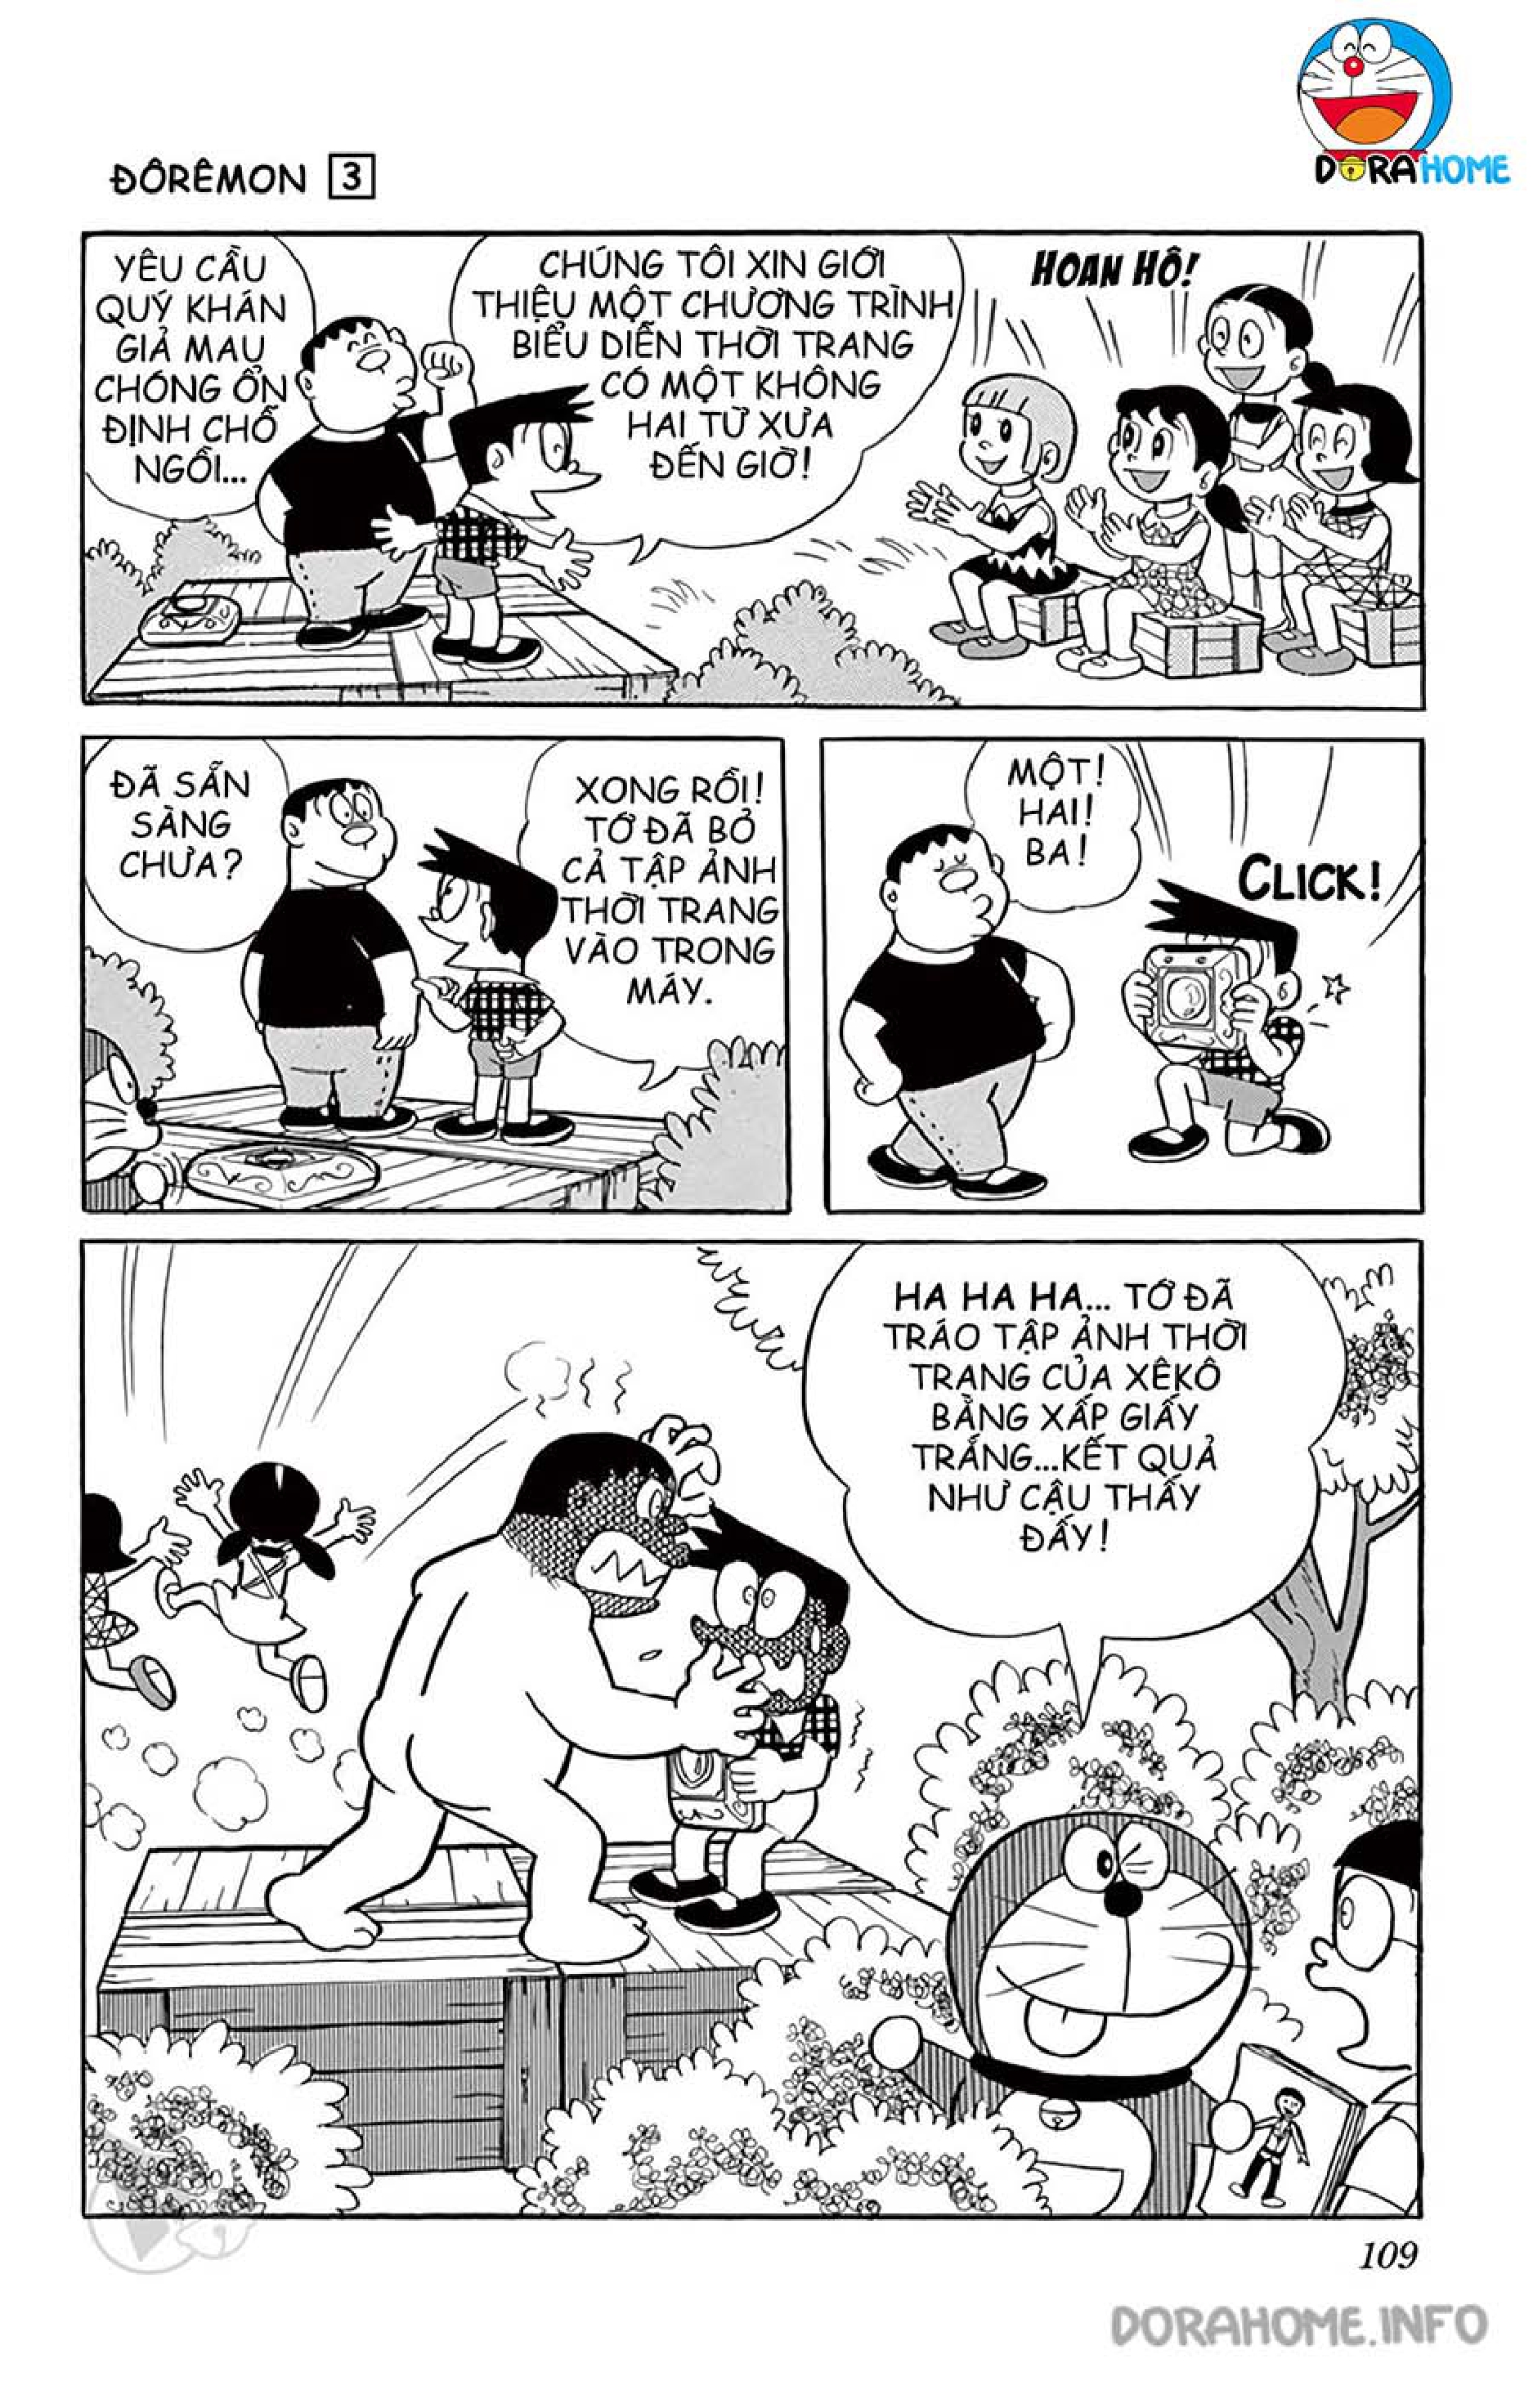 DORAHOME
ĐÔRÊMON 3
YÊU CẦU
QUÝ KHÁN
GIẢ MAU
CHÓNG ỔN
ĐỊNH CHỖ
NGỒI...
CHÚNG TÔI XIN GIỚI
THIỆU MỘT CHƯƠNG TRÌNH
BIỂU DIỄN THỜI TRANG
CÓ MỘT KHÔNG
HAI TỪ XƯA
ĐẾN GIỜ!
HOAN HÔ!
ĐÃ SẴN
SÀNG
CHƯA?
XONG RỒI!
TỚ ĐÃ BỎ
CẢ TẬP ẢNH
THỜI TRANG
VÀO TRONG
MÁY.
MỘT!
HAI!
BA!
CLICK!
HA HA HA... TỚ ĐÃ
TRÁO TẬP ẢNH THỜI
TRANG CỦA XÊKÔ
BẰNG XẤP GIẤY
TRẮNG...KẾT QUẢ
NHƯ CẬU THẤY
ĐẤY!
109
DORAHOME.INFO